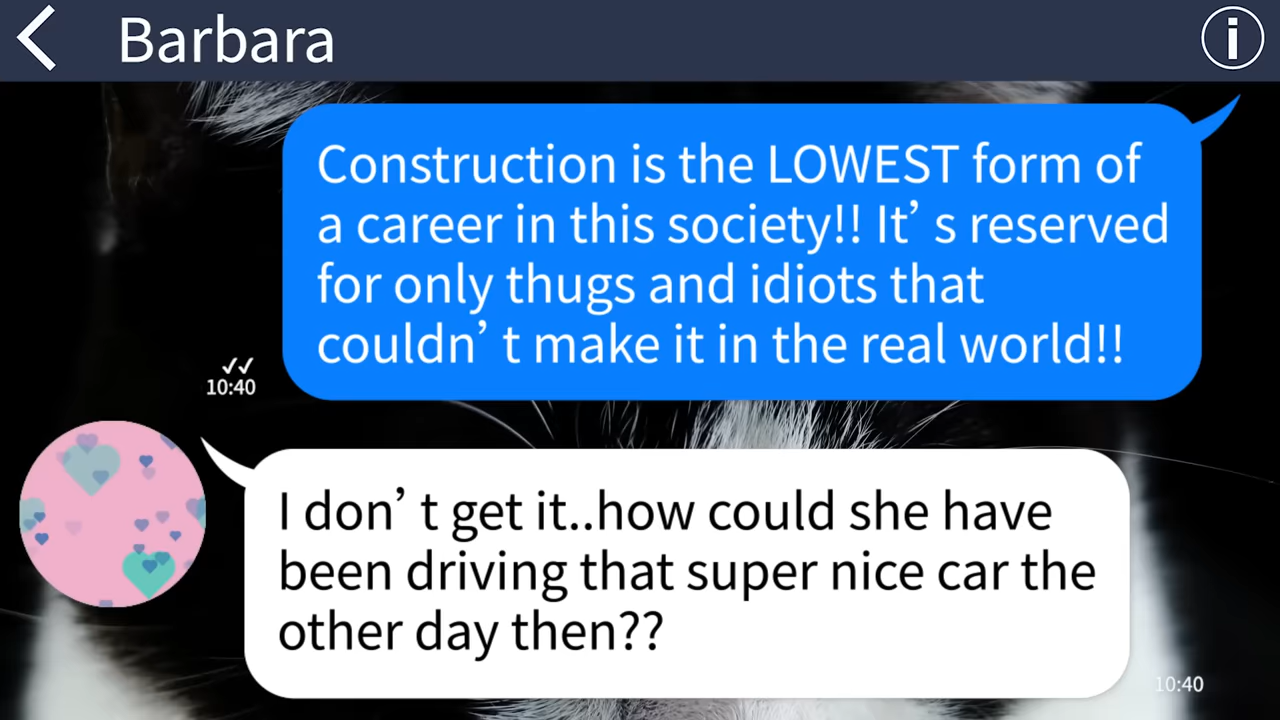 Barbara
Construction is the LOWEST form of
a career in this society!! It’s reserved
for only thugs and idiots that
couldn’t make it in the real world!!
10:40
I don’t get it..how could she have
been driving that super nice car the
other day then??
10:40